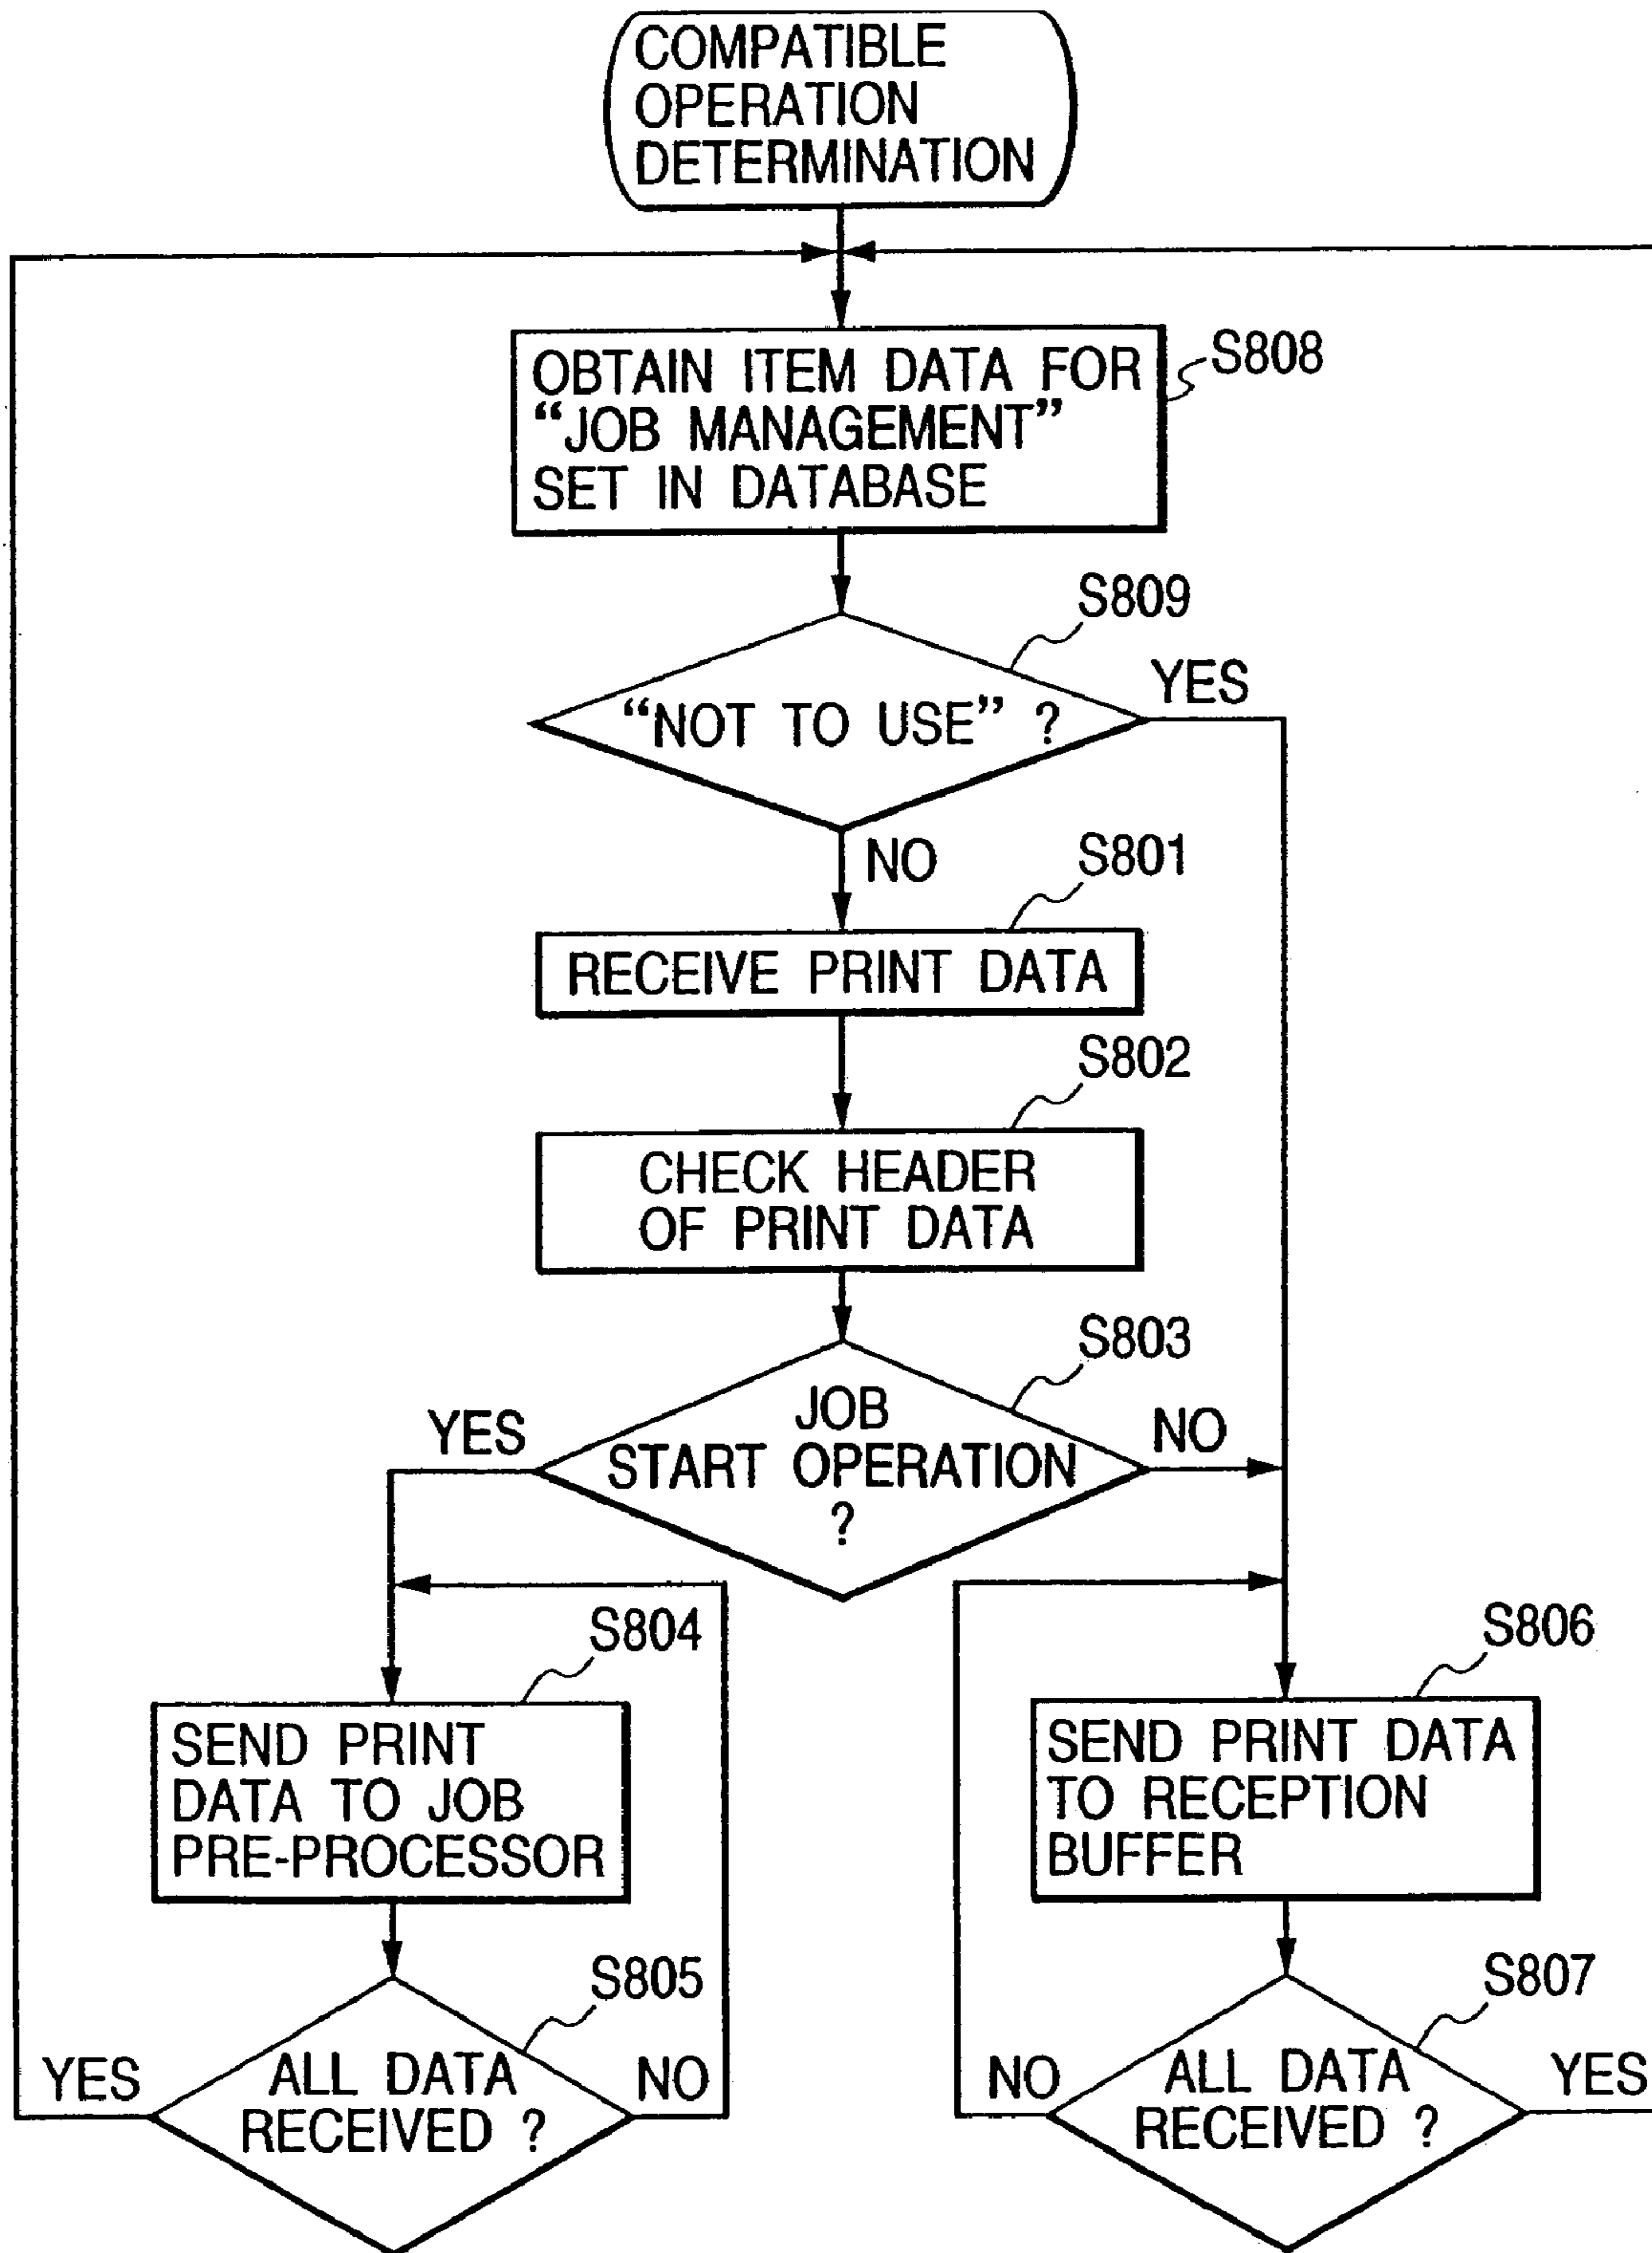 COMPATIBLE
OPERATION
DETERMINATION
OBTAIN ITEM DATA FOR
“JOB MANAGEMENT”
SET IN DATABASE
S808
S809
“NOT TO USE” ?
YES
NO
S801
RECEIVE PRINT DATA
S802
CHECK HEADER
OF PRINT DATA
S803
JOB
START OPERATION
?
YES
NO
S804
SEND PRINT
DATA TO JOB
PRE-PROCESSOR
S806
SEND PRINT DATA
TO RECEPTION
BUFFER
S805
ALL DATA
RECEIVED ?
YES
NO
S807
ALL DATA
RECEIVED ?
NO
YES